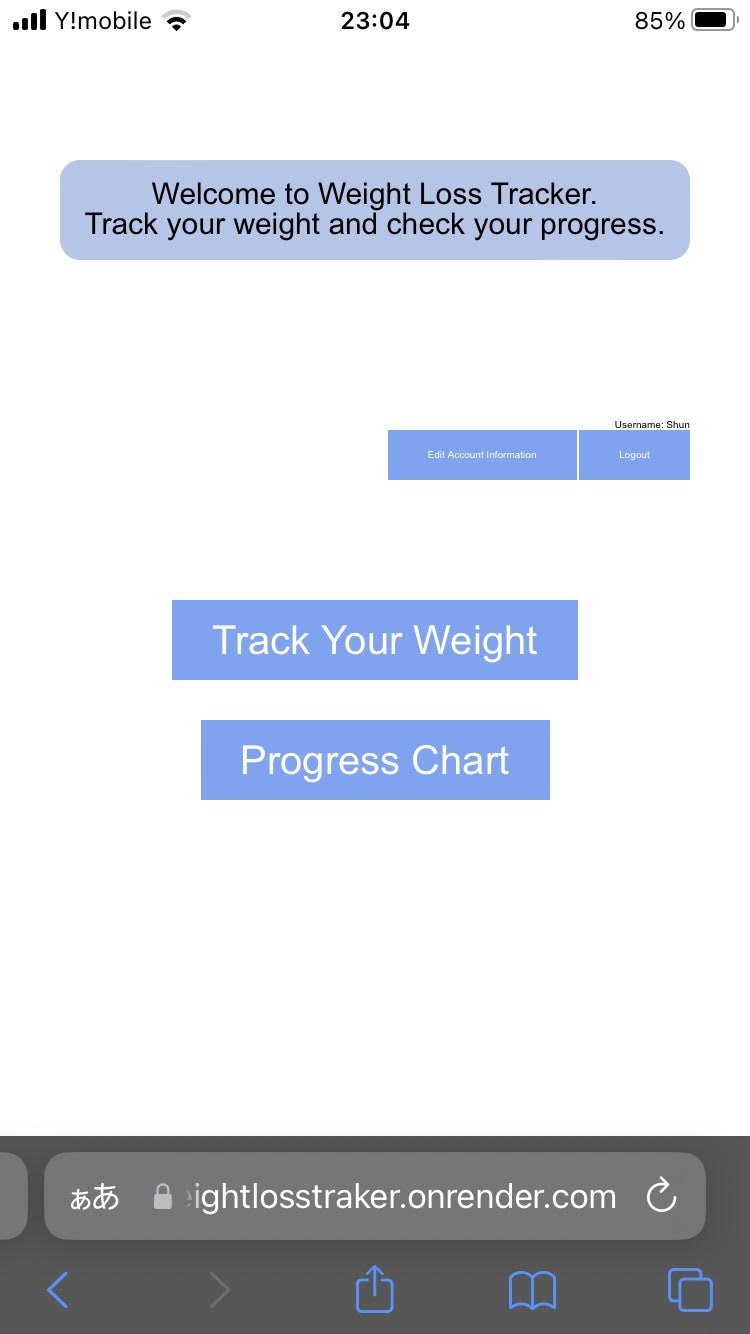 Y!mobile 23:04 85%
Welcome to Weight Loss Tracker.
Track your weight and check your progress.
Username: Shun
Edit Account Information Logout
Track Your Weight
Progress Chart
ぁあ ightlosstraker.onrender.com